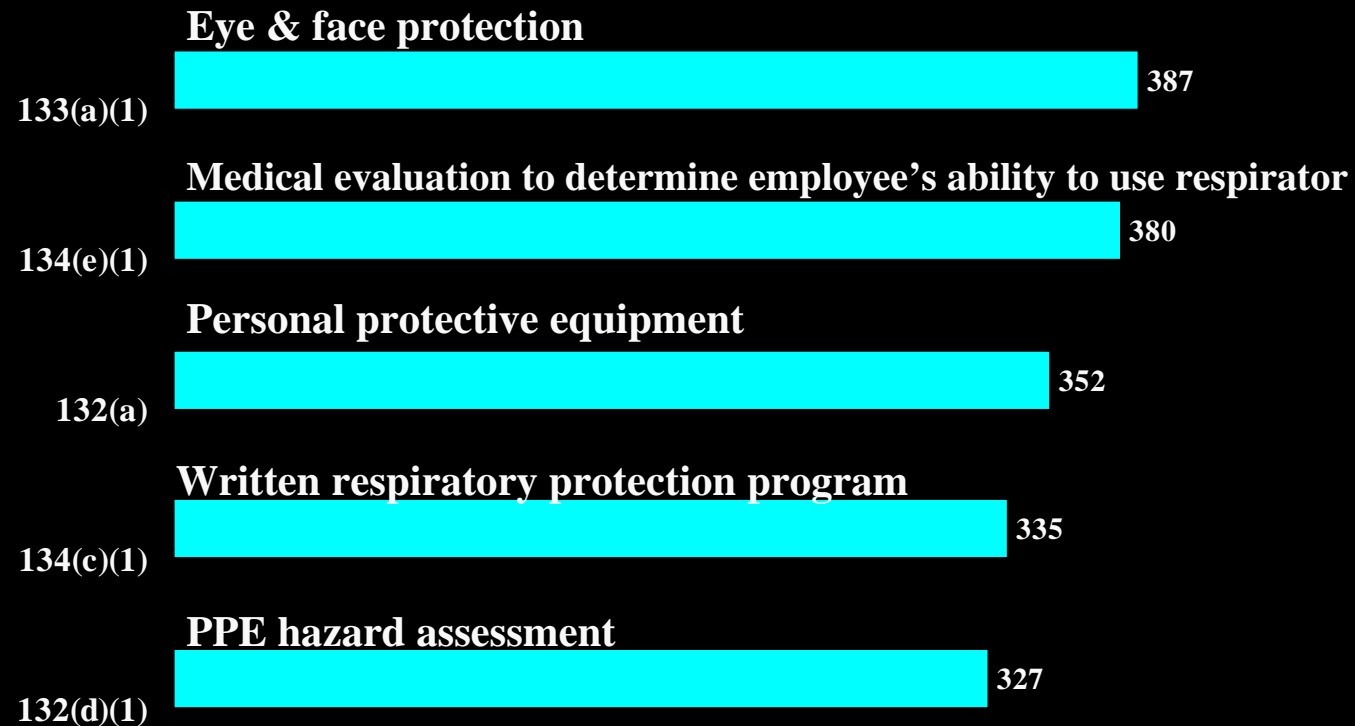 Eye & face protection
133(a)(1)
387
Medical evaluation to determine employee’s ability to use respirator
134(e)(1)
380
Personal protective equipment
132(a)
352
Written respiratory protection program
134(c)(1)
335
PPE hazard assessment
132(d)(1)
327